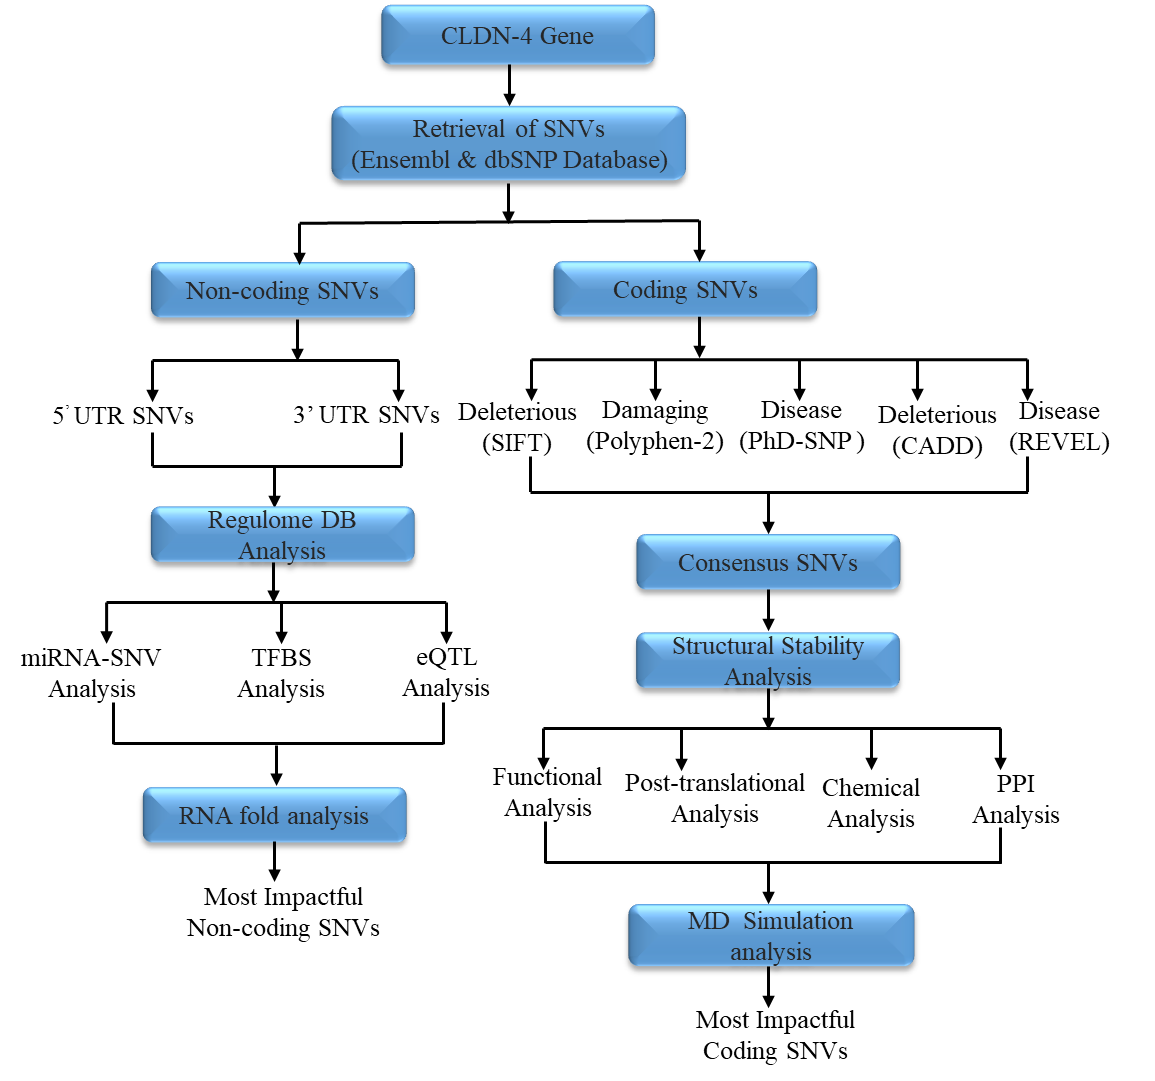 CLDN-4 Gene
Retrieval of SNVs
(Ensembl & dbSNP Database)
Non-coding SNVs
Coding SNVs
5’ UTR SNVs
3’ UTR SNVs
Deleterious
(SIFT)
Damaging
(Polyphen-2)
Disease
(PhD-SNP )
Deleterious
(CADD)
Disease
(REVEL)
Regulome DB
Analysis
Consensus SNVs
miRNA-SNV
Analysis
TFBS
Analysis
eQTL
Analysis
Structural Stability
Analysis
Functional
Analysis
Post-translational
Analysis
Chemical
Analysis
PPI
Analysis
RNA fold analysis
Most Impactful
Non-coding SNVs
MD Simulation
analysis
Most Impactful
Coding SNVs